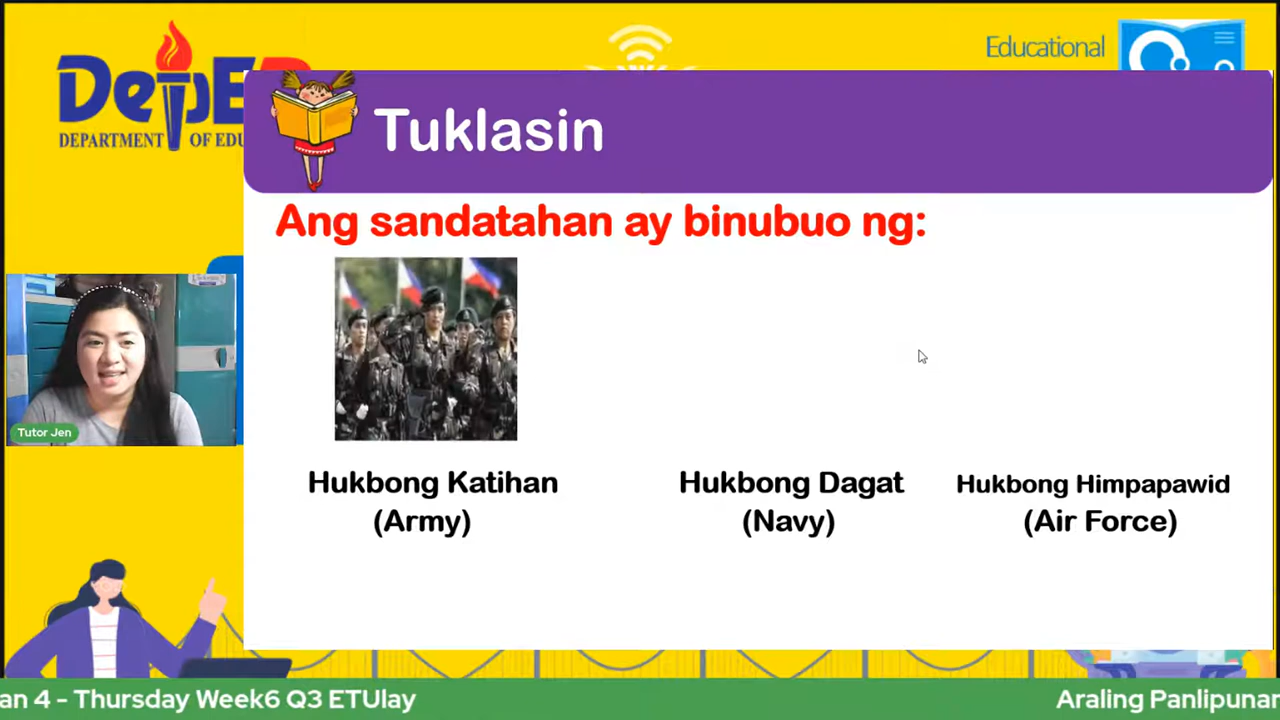 Educational
DepED
DEPARTMENT OF EDU
Tuklasin
Ang sandatahan ay binubuo ng:
Tutor Jen
Hukbong Katihan
(Army)
Hukbong Dagat
(Navy)
Hukbong Himpapawid
(Air Force)
an 4 - Thursday Week6 Q3 ETUlay
Araling Panlipunan